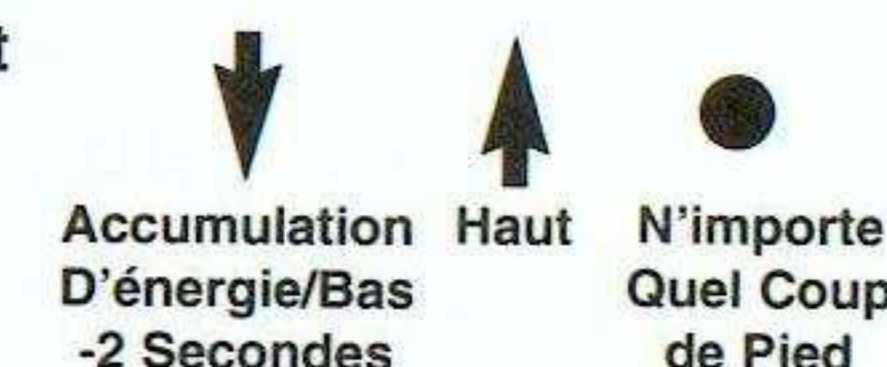 t
Accumulation Haut N'importe
D'énergie/Bas Quel Coup
-2 Secondes de Pied